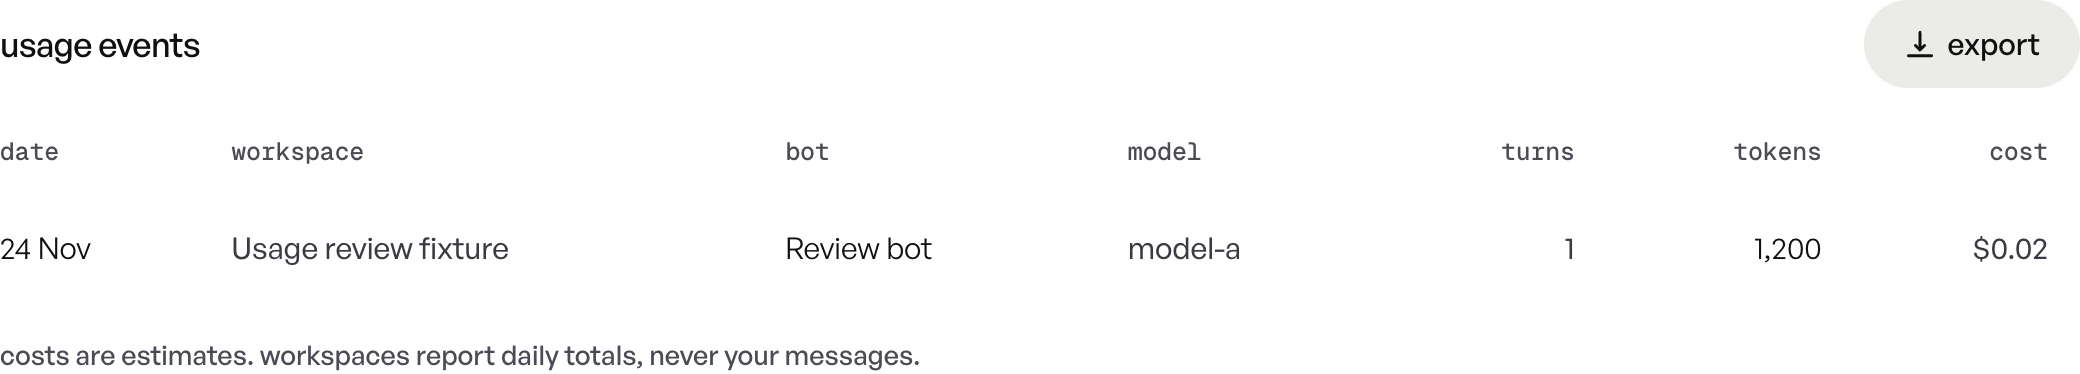 usage events
export
date workspace bot model turns tokens cost
24 Nov Usage review fixture Review bot model-a 1 1,200 $0.02
costs are estimates. workspaces report daily totals, never your messages.